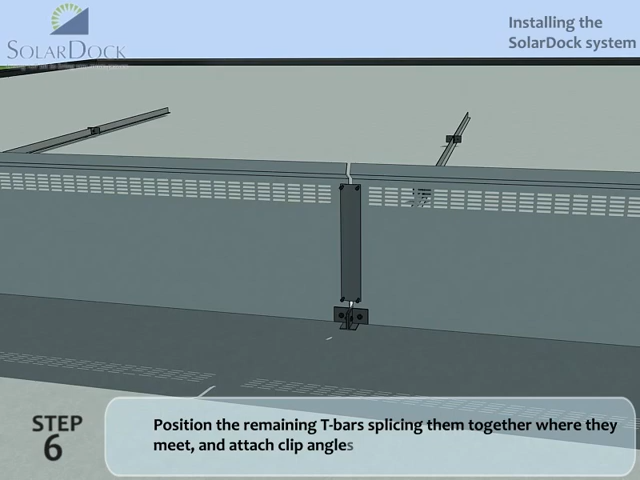 SOLARDOCK
Installing the
SolarDock system
STEP
6
Position the remaining T-bars splicing them together where they
meet, and attach clip angles